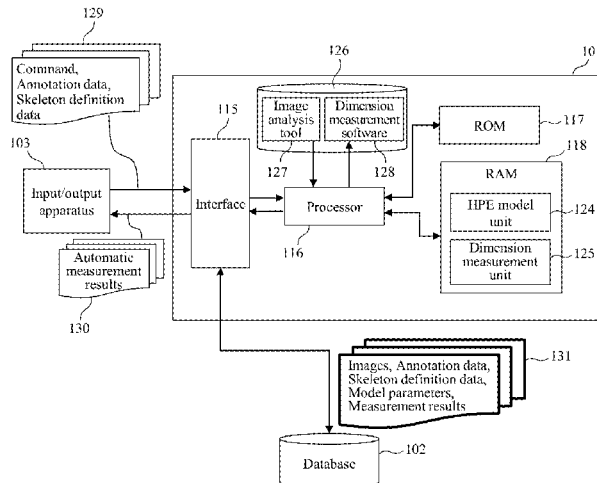 129
Command,
Annotation data,
Skeleton definition
data
103
Input/output
apparatus
Automatic
measurement
results
130
115
Interface
126
Image
analysis
tool
127
Dimension
measurement
software
128
Processor
116
10
ROM
117
118
RAM
HPE model
unit
124
Dimension
measurement
unit
125
131
Images, Annotation data,
Skeleton definition data,
Model parameters,
Measurement results
Database
102